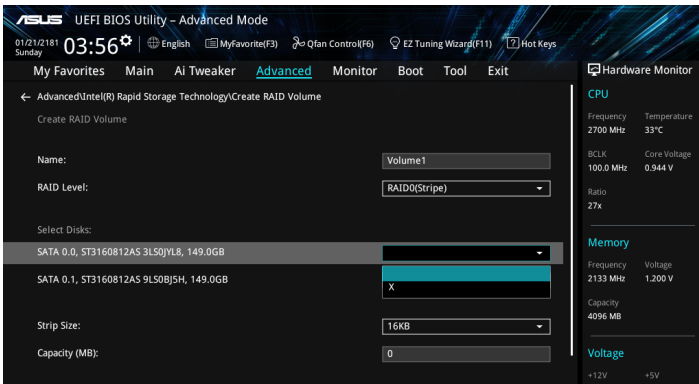 ASUS UEFI BIOS Utility – Advanced Mode
01/21/2181 Sunday 03:56 English MyFavorite(F3) Qfan Control(F6) EZ Tuning Wizard(F11) ? Hot Keys
My Favorites Main Ai Tweaker Advanced Monitor Boot Tool Exit
Hardware Monitor
← Advanced\Intel(R) Rapid Storage Technology\Create RAID Volume
Create RAID Volume
Name: Volume1
RAID Level: RAID0(Stripe)
Select Disks:
SATA 0.0, ST3160812AS 3LS0JYL8, 149.0GB
X
SATA 0.1, ST3160812AS 9LS0BJ5H, 149.0GB
Strip Size: 16KB
Capacity (MB): 0
CPU
Frequency Temperature
2700 MHz 33°C
BCLK Core Voltage
100.0 MHz 0.944 V
Ratio
27x
Memory
Frequency Voltage
2133 MHz 1.200 V
Capacity
4096 MB
Voltage
+12V +5V